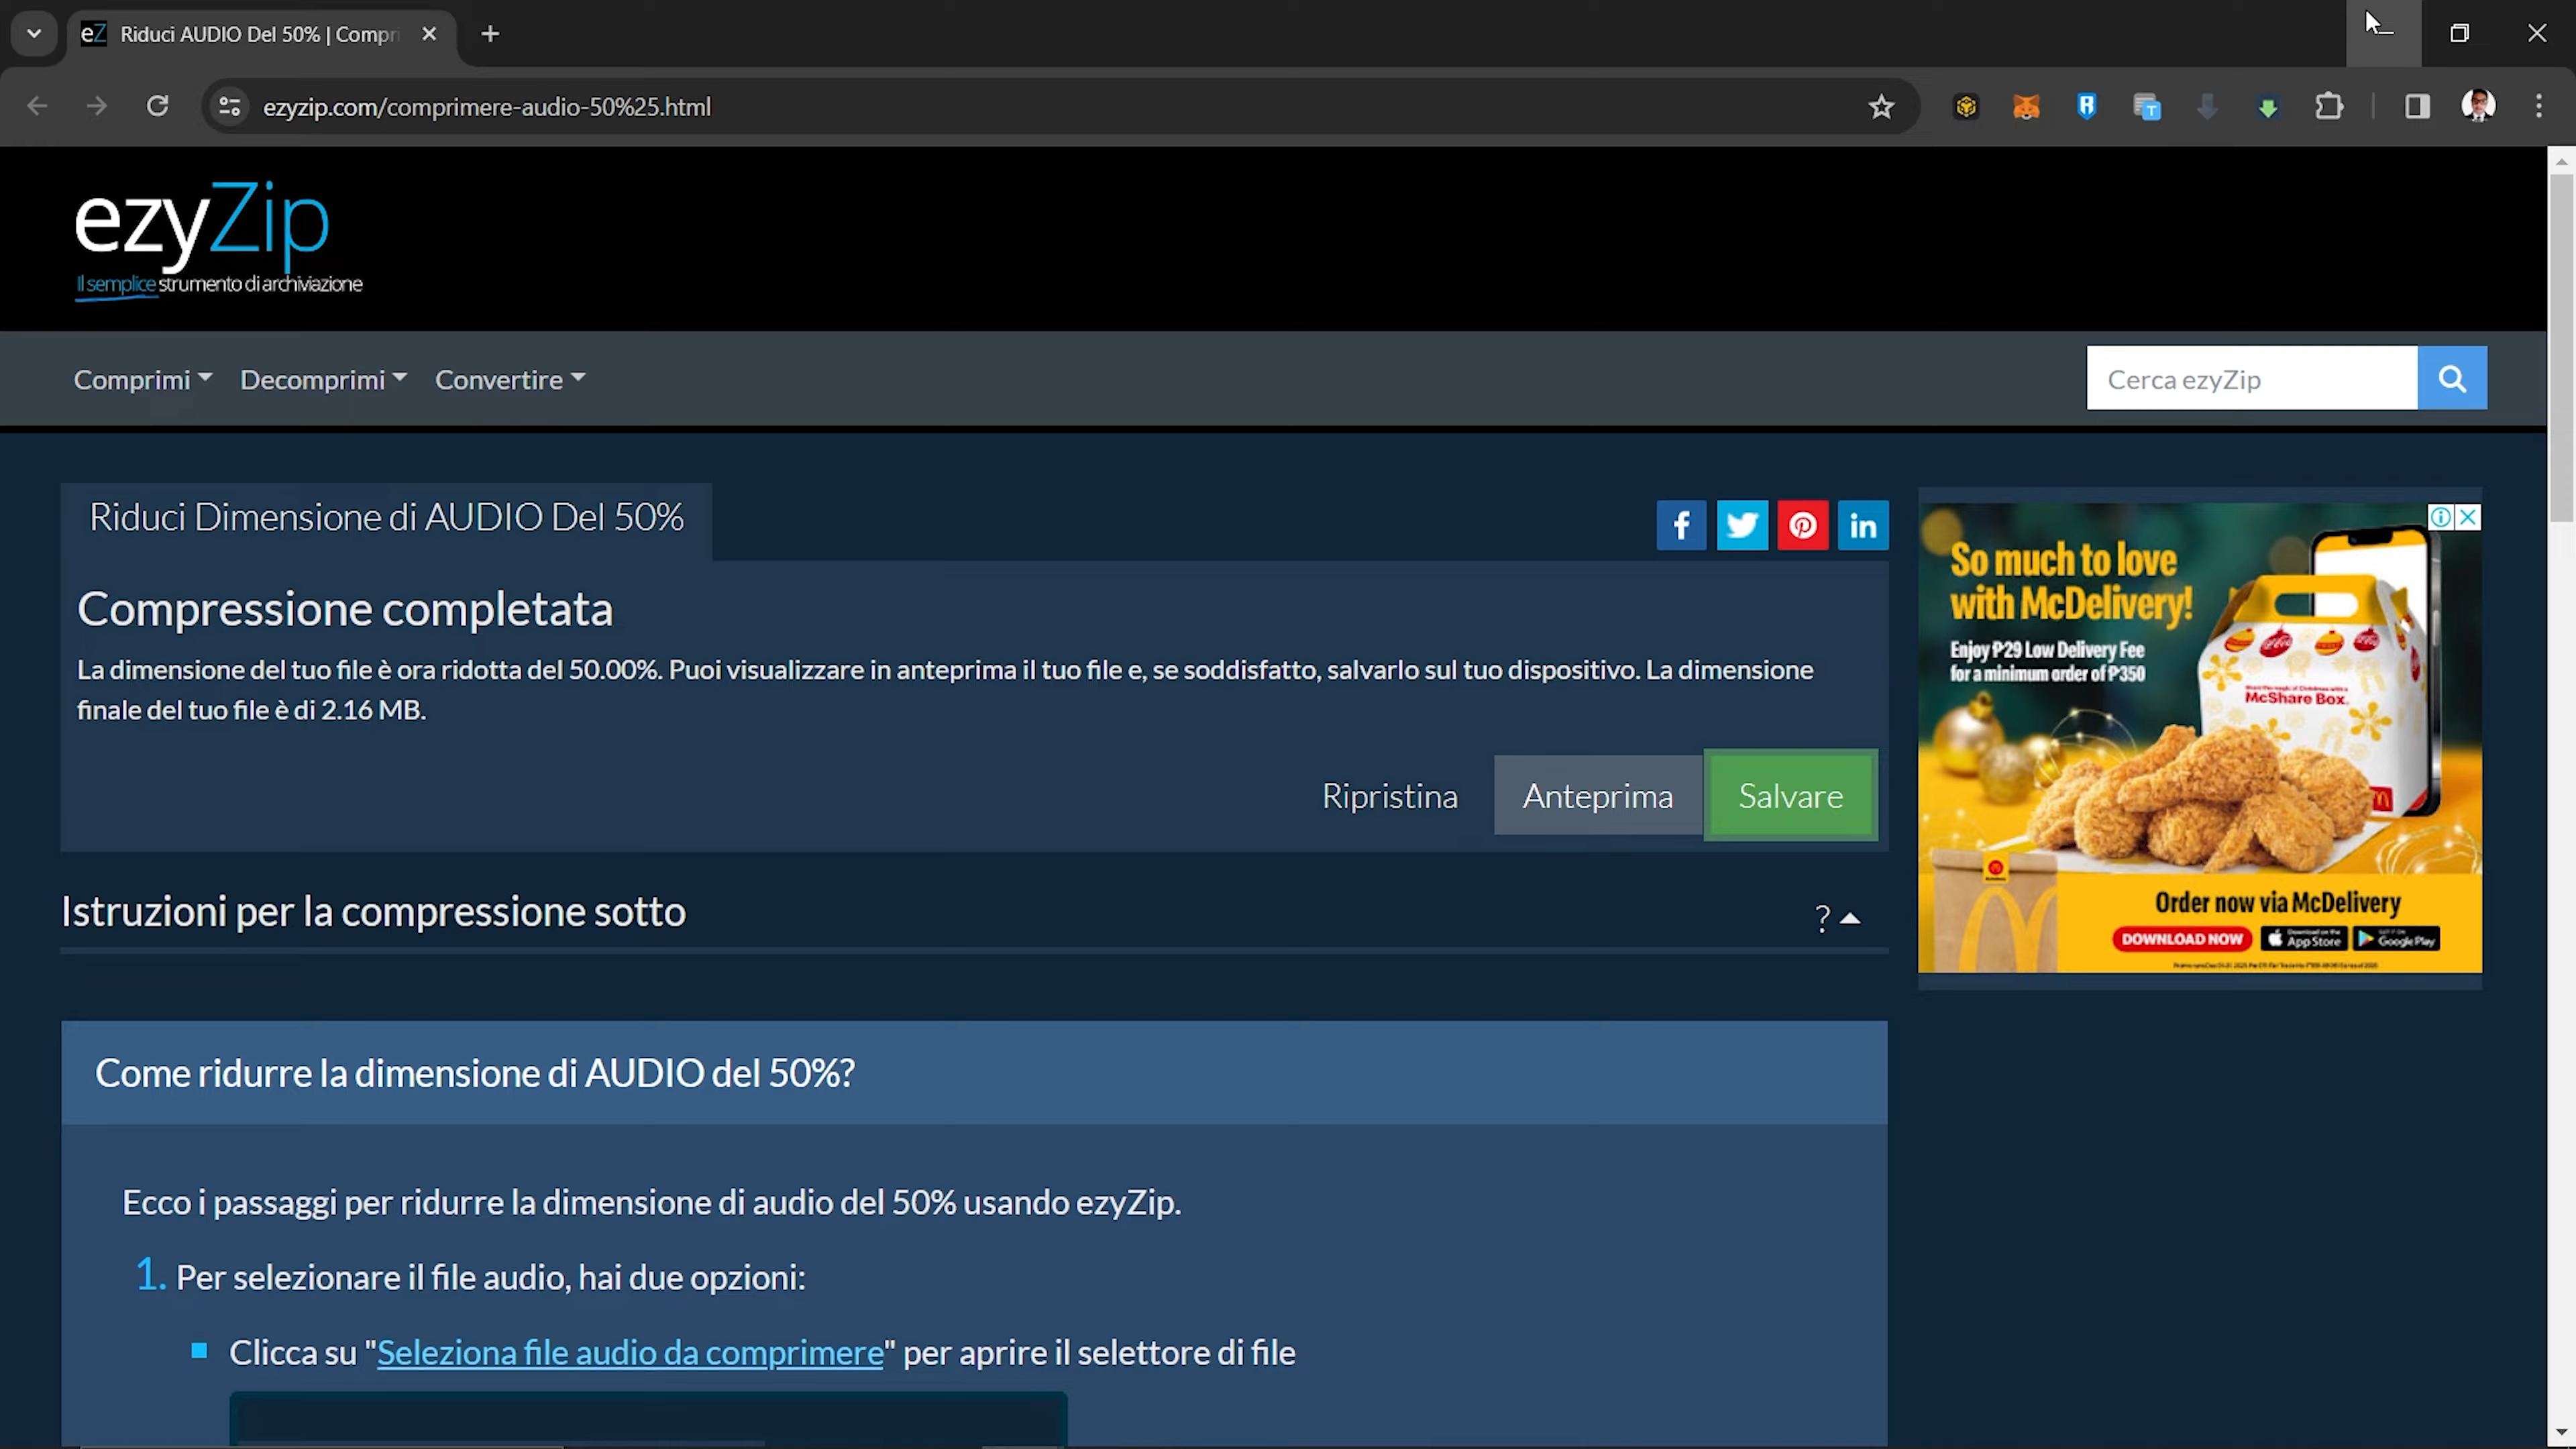 eZ Riduci AUDIO Del 50% | Compr
ezyzip.com/comprimere-audio-50%25.html
ezyZip
Il semplice strumento di archiviazione
Comprimi Decomprimi Convertire
Cerca ezyZip
Riduci Dimensione di AUDIO Del 50%
Compressione completata
La dimensione del tuo file è ora ridotta del 50.00%. Puoi visualizzare in anteprima il tuo file e, se soddisfatto, salvarlo sul tuo dispositivo. La dimensione
finale del tuo file è di 2.16 MB.
Ripristina Anteprima Salvare
So much to love
with McDelivery!
Enjoy ₱29 Low Delivery Fee
for a minimum order of ₱350
McShare Box.
Order now via McDelivery
DOWNLOAD NOW
App Store
Google Play
Istruzioni per la compressione sotto
?
Come ridurre la dimensione di AUDIO del 50%?
Ecco i passaggi per ridurre la dimensione di audio del 50% usando ezyZip.
1. Per selezionare il file audio, hai due opzioni:
Clicca su "Seleziona file audio da comprimere" per aprire il selettore di file